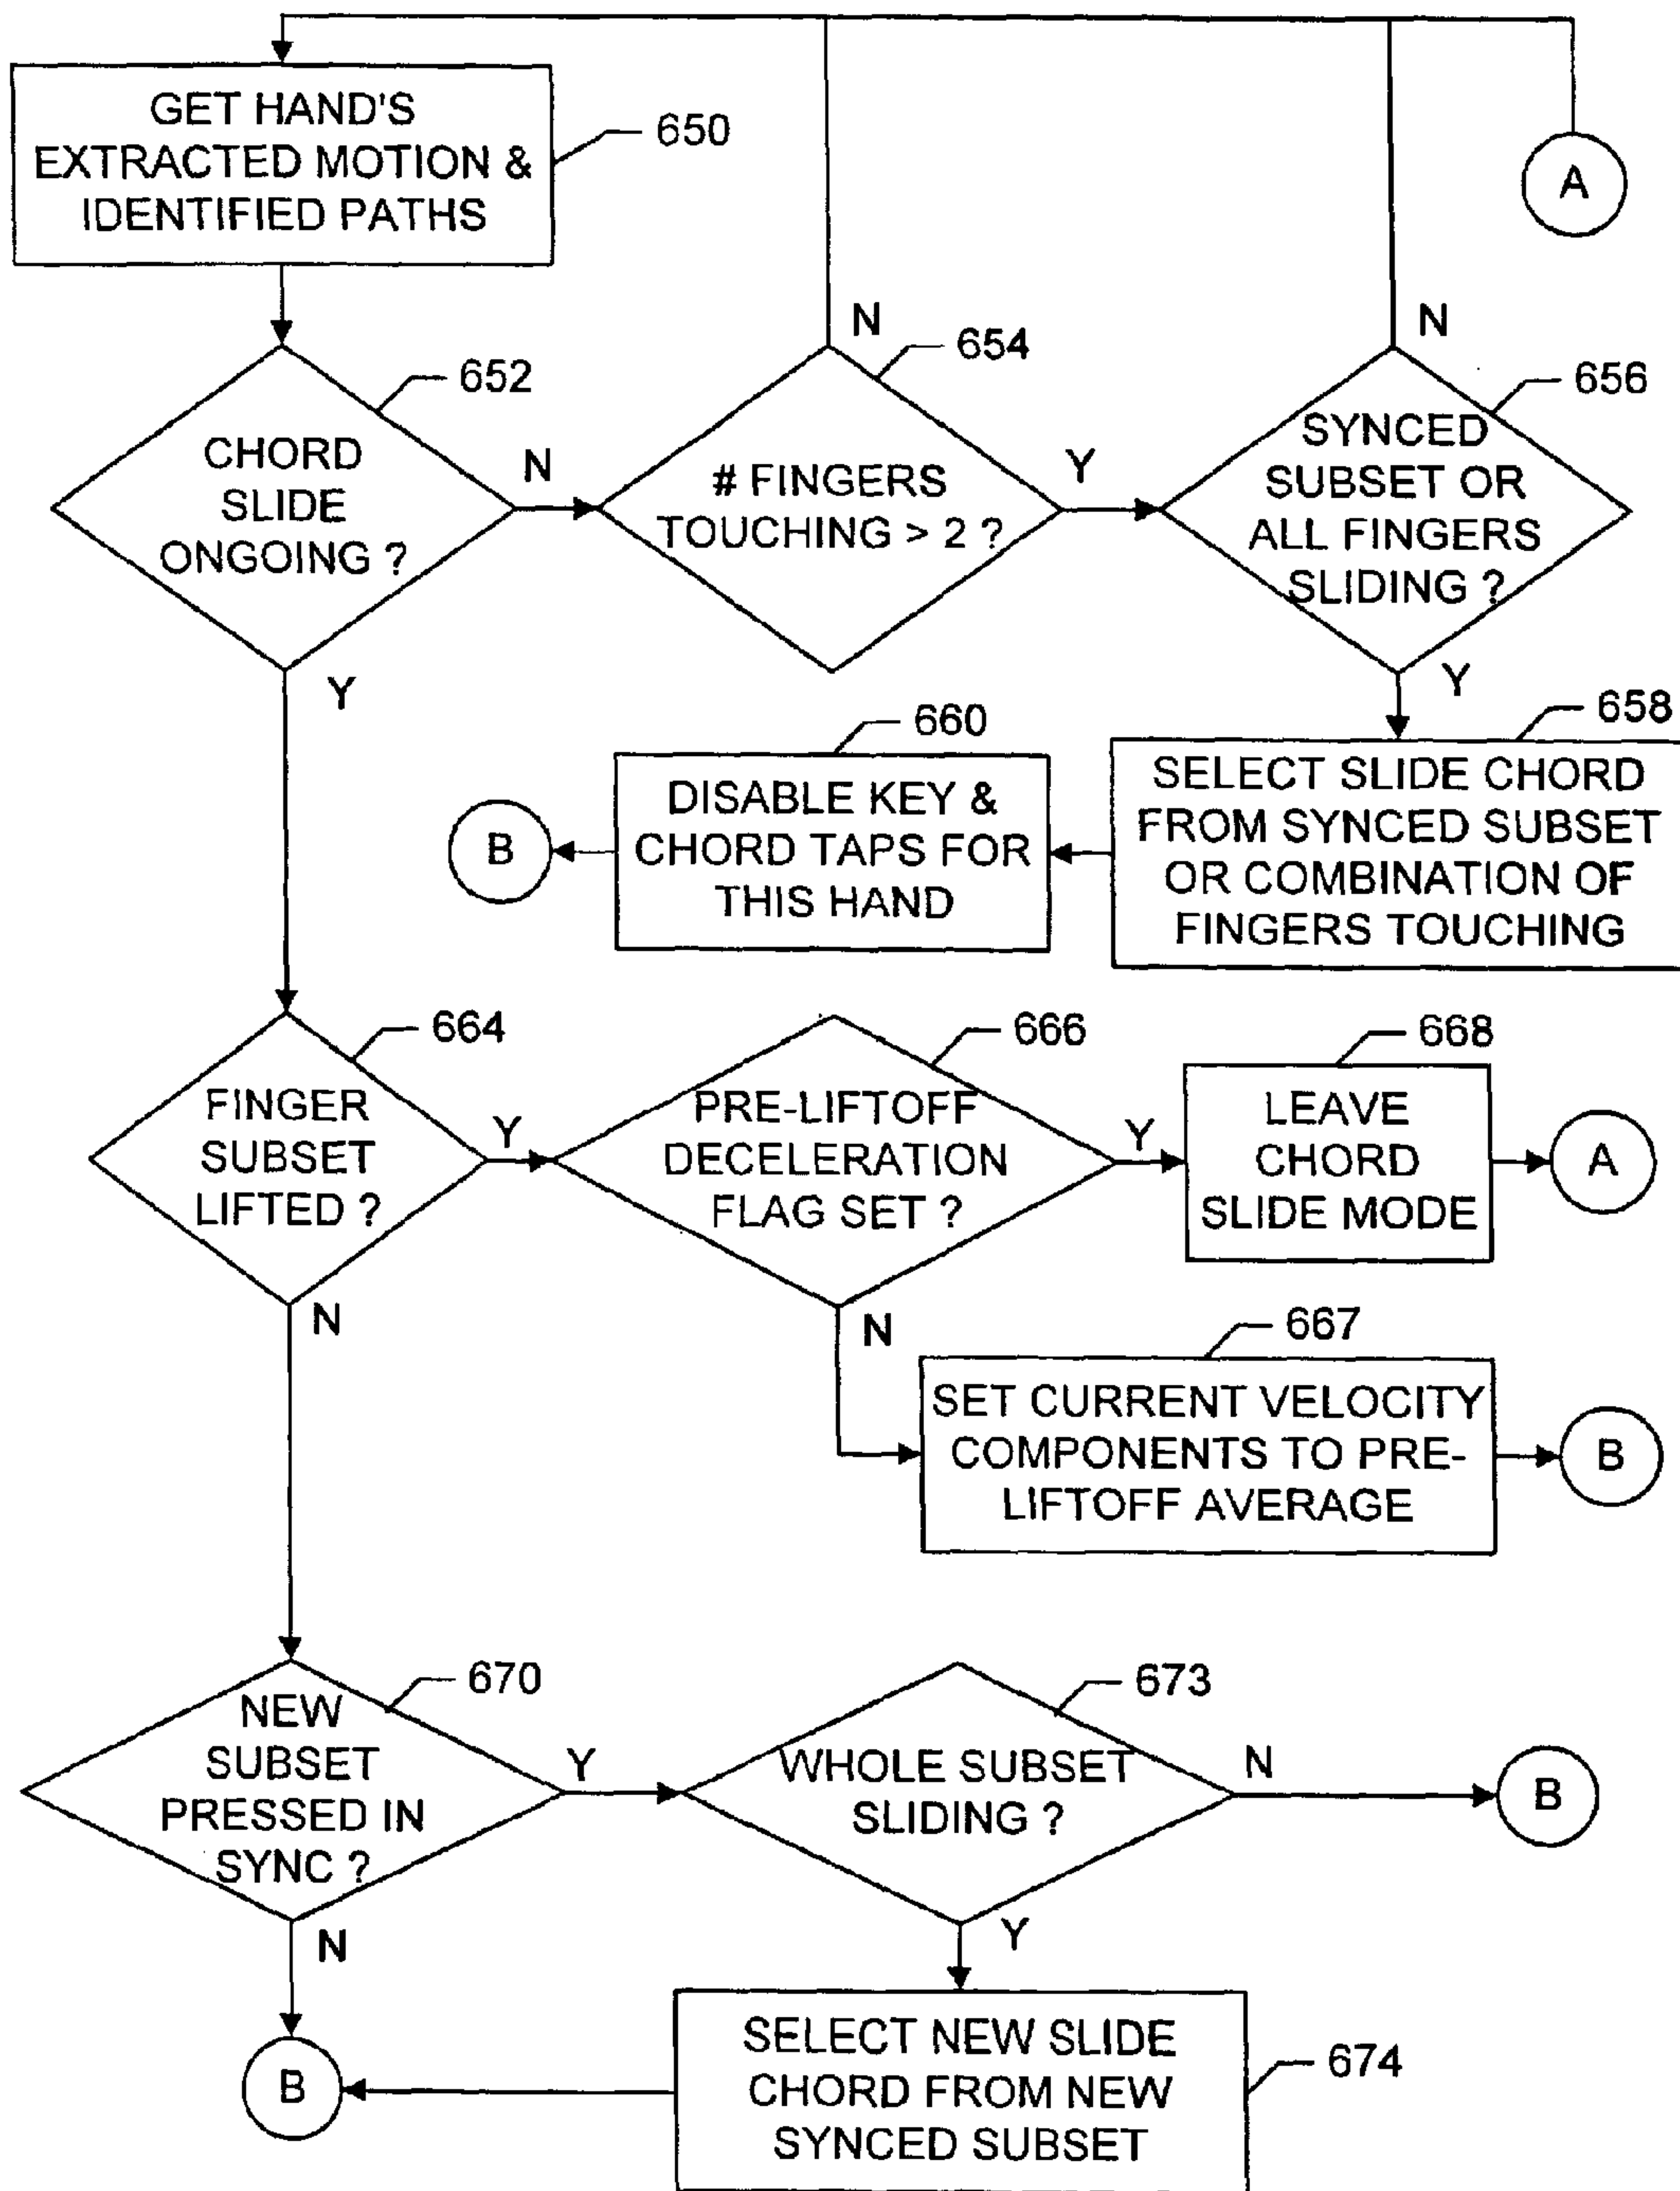 GET HAND'S
EXTRACTED MOTION &
IDENTIFIED PATHS
650
A
N
N
652
654
656
CHORD
SLIDE
ONGOING ?
N
# FINGERS
TOUCHING > 2 ?
Y
SYNCED
SUBSET OR
ALL FINGERS
SLIDING ?
Y
Y
660
658
B
DISABLE KEY &
CHORD TAPS FOR
THIS HAND
SELECT SLIDE CHORD
FROM SYNCED SUBSET
OR COMBINATION OF
FINGERS TOUCHING
664
666
668
FINGER
SUBSET
LIFTED ?
Y
PRE-LIFTOFF
DECELERATION
FLAG SET ?
Y
LEAVE
CHORD
SLIDE MODE
A
N
N
667
SET CURRENT VELOCITY
COMPONENTS TO PRE-
LIFTOFF AVERAGE
B
670
673
NEW
SUBSET
PRESSED IN
SYNC ?
Y
WHOLE SUBSET
SLIDING ?
N
B
N
Y
B
SELECT NEW SLIDE
CHORD FROM NEW
SYNCED SUBSET
674